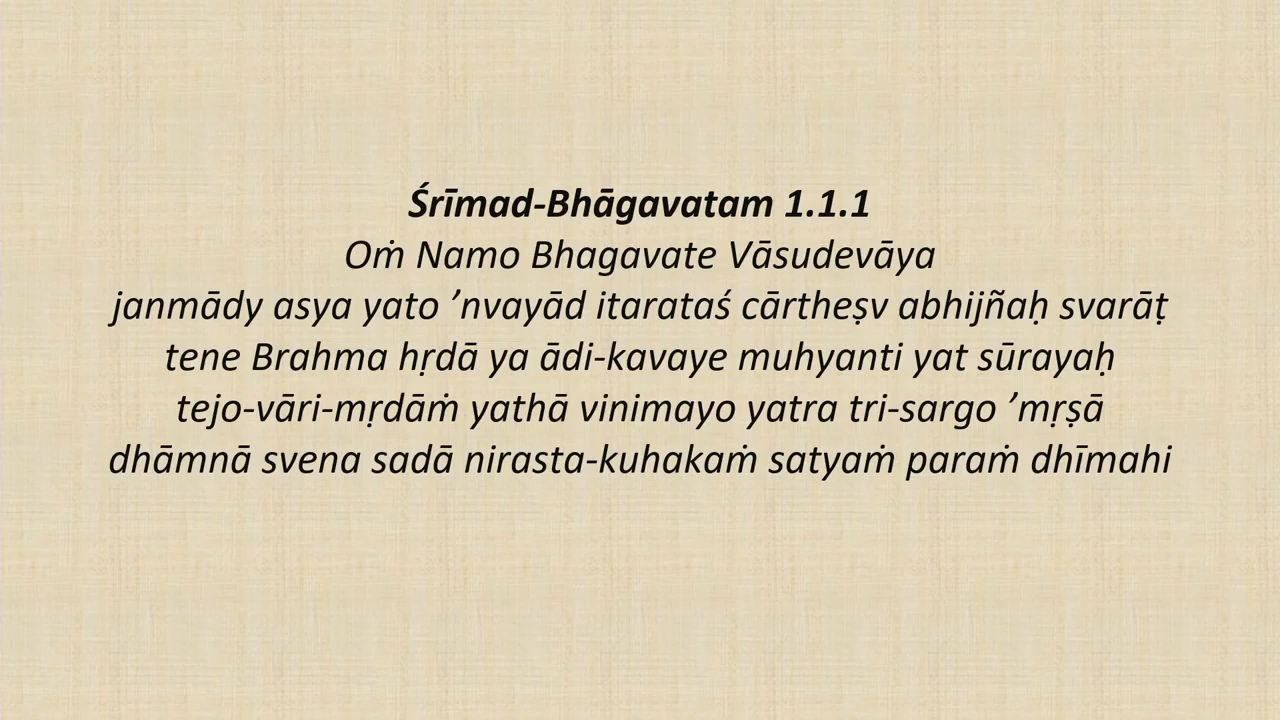 Śrīmad-Bhāgavatam 1.1.1
Oṁ Namo Bhagavate Vāsudevāya
janmādy asya yato ’nvayād itarataś cārtheṣv abhijñaḥ svarāṭ
tene Brahma hṛdā ya ādi-kavaye muhyanti yat sūrayaḥ
tejo-vāri-mṛdāṁ yathā vinimayo yatra tri-sargo ’mṛṣā
dhāmnā svena sadā nirasta-kuhakaṁ satyaṁ paraṁ dhīmahi